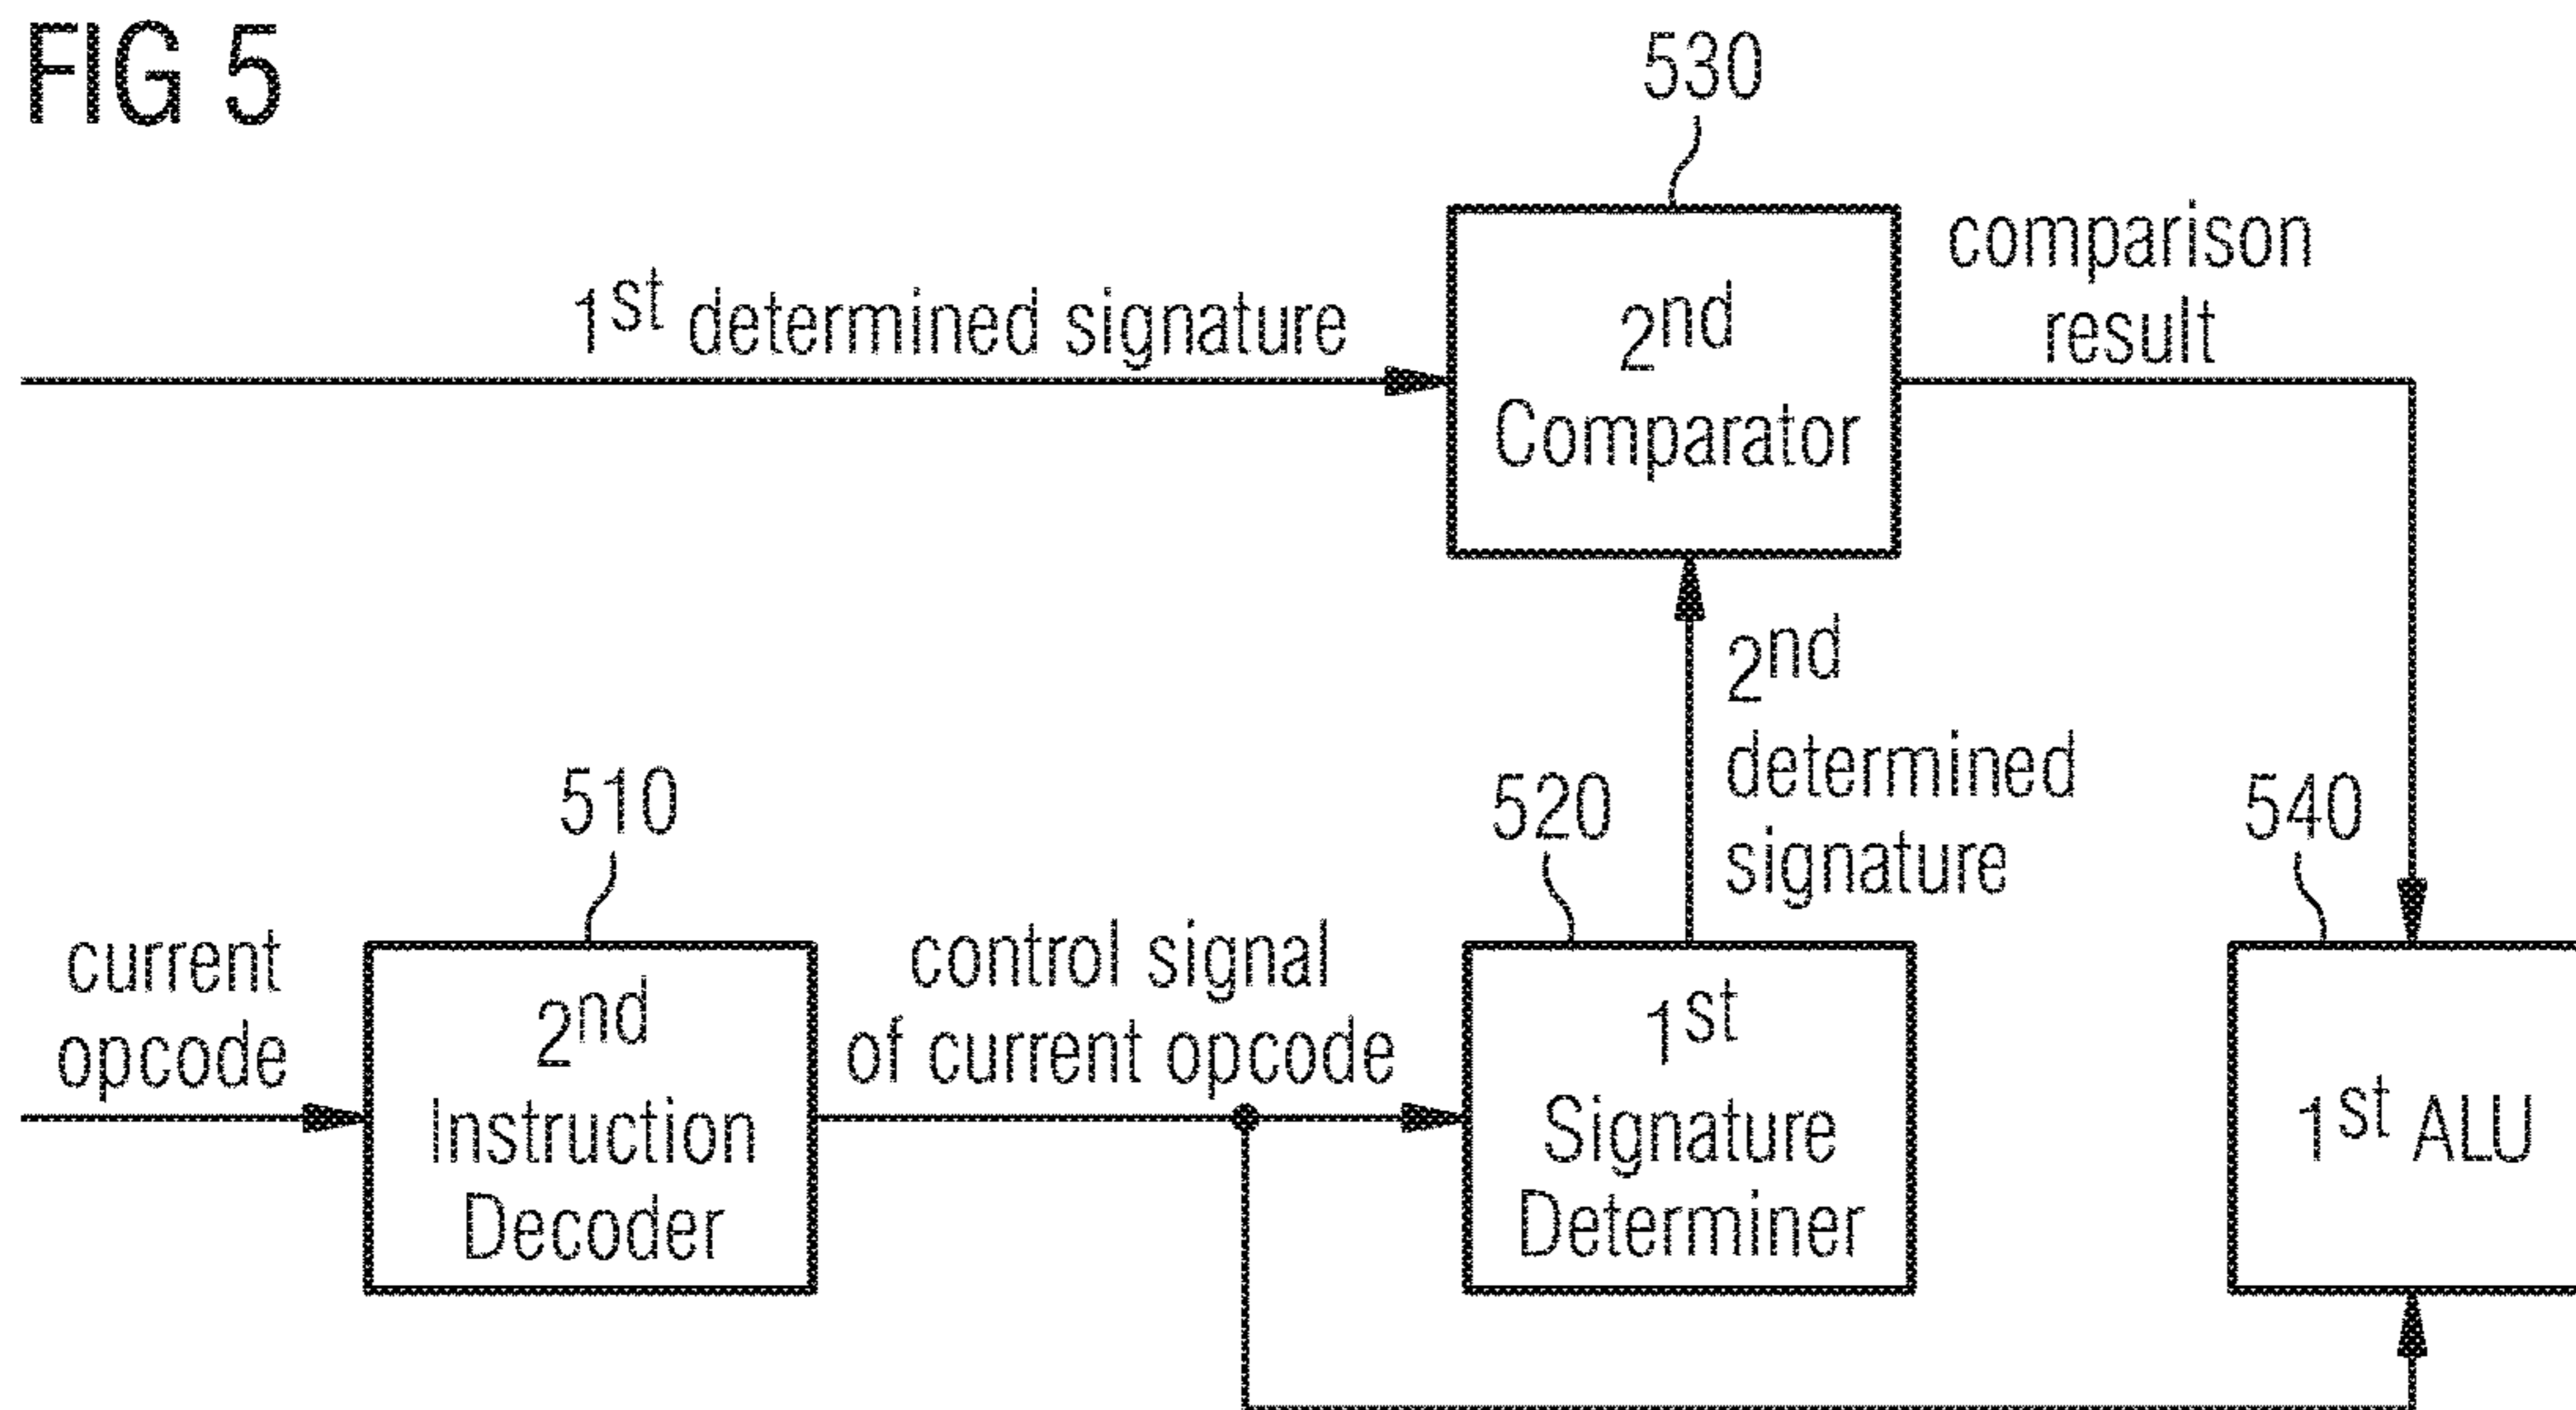 FIG 5
530
1st determined signature
2nd
Comparator
comparison
result
2nd
determined
signature
510
520
540
current
opcode
2nd
Instruction
Decoder
control signal
of current opcode
1st
Signature
Determiner
1st ALU